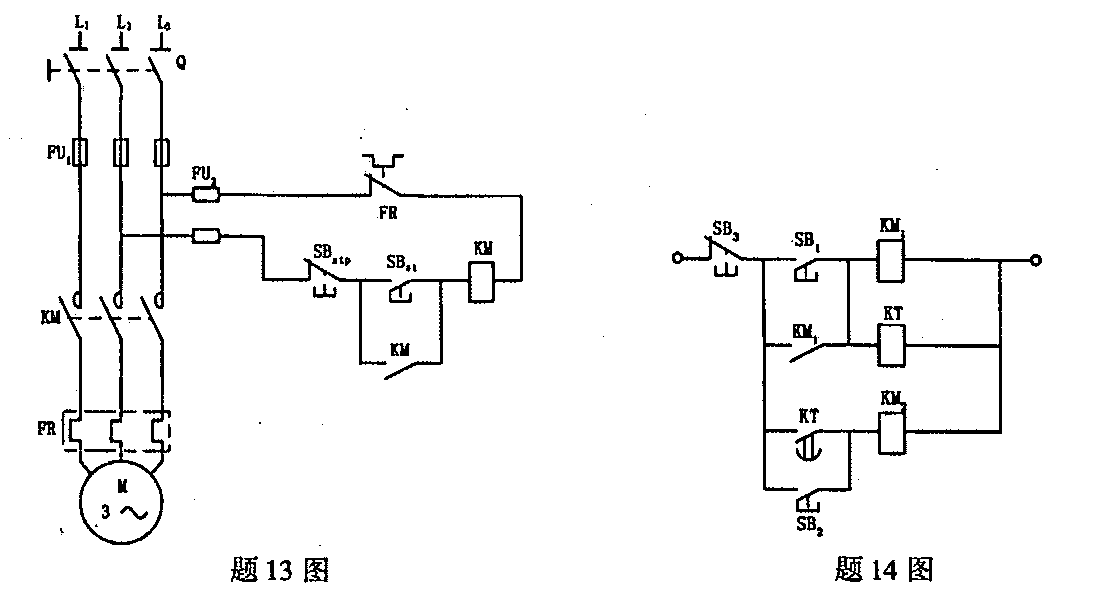 L₁ L₂ L₃
Q
FU₁
FU₂
FR
SBstp SBst KM
KM
KM
FR
M
3 ~
题13图
SB₃ SB₁ KM₁
KM₁ KT
KT KM₂
SB₂
题14图